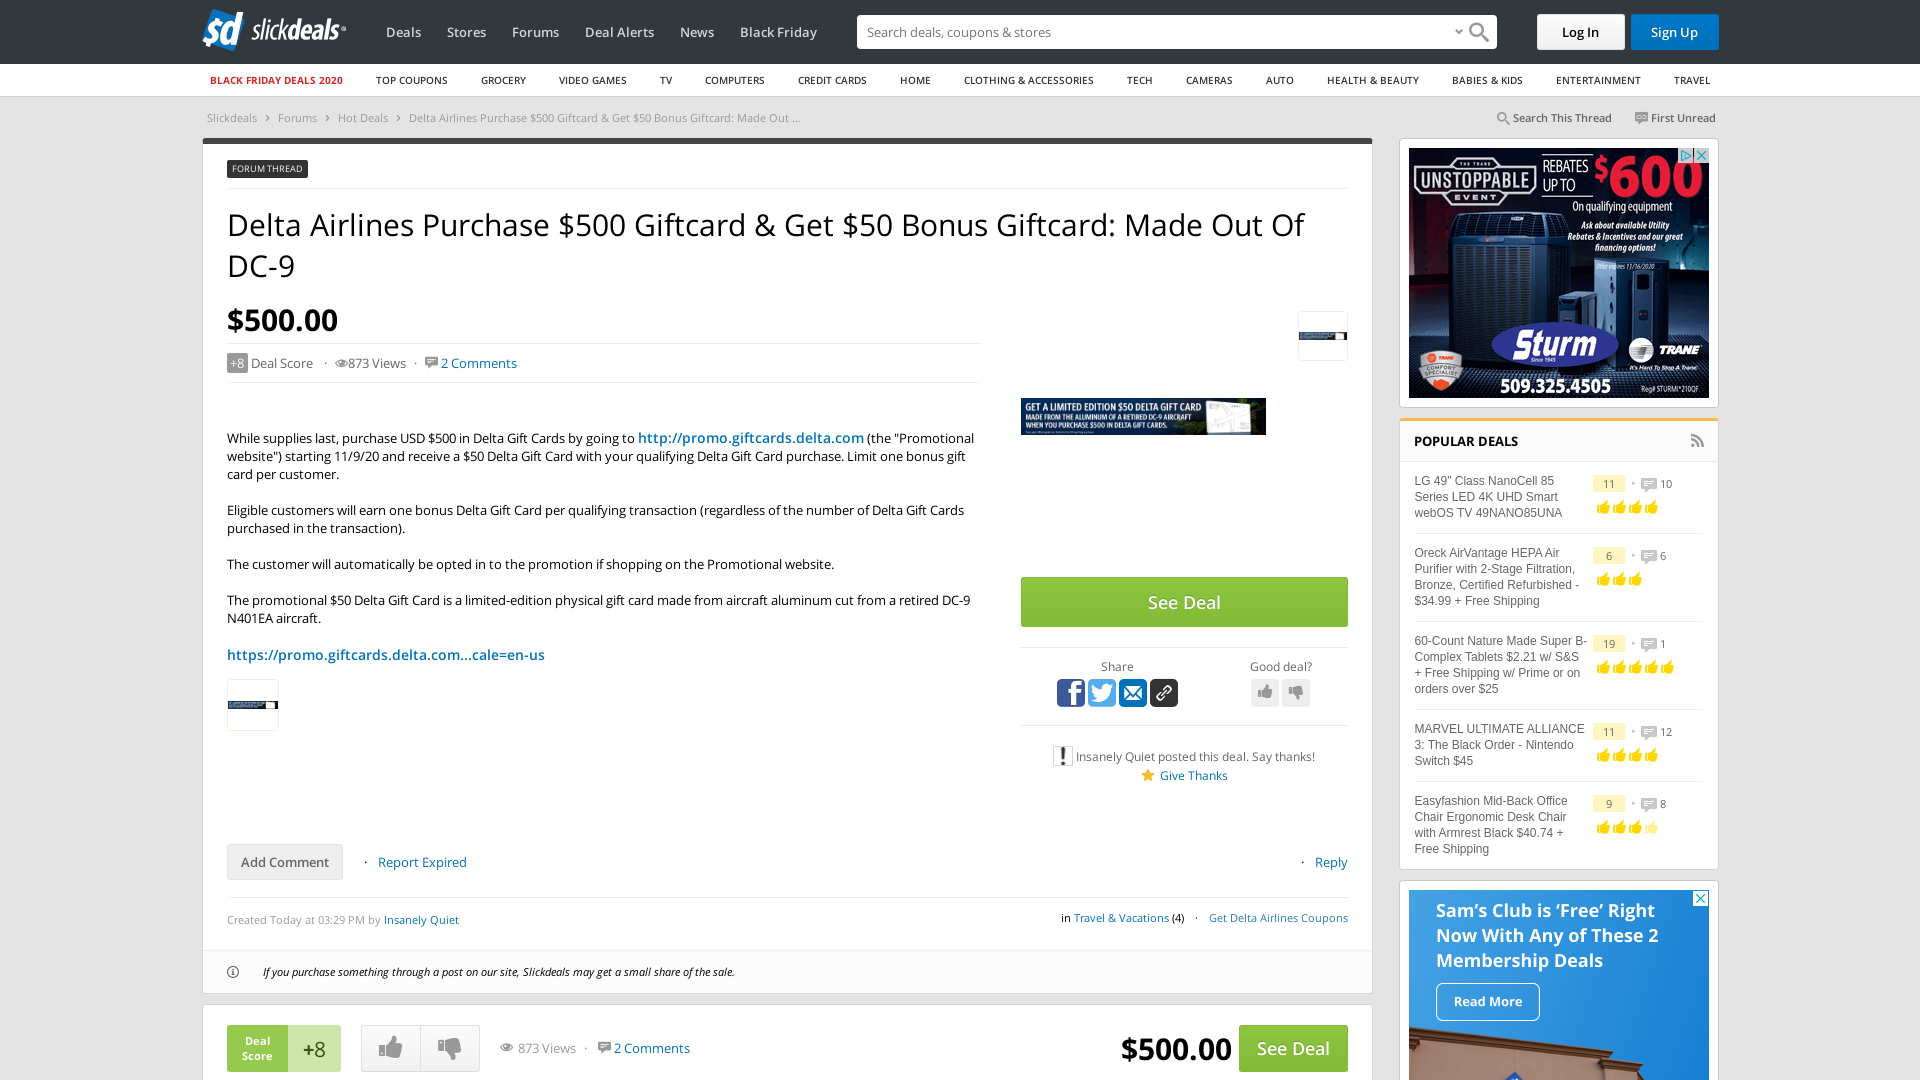 slickdeals
Deals
Stores
Forums
Deal Alerts
News
Black Friday
Search deals, coupons & shops
Log In
Sign Up
BLACK FRIDAY DEALS 2020
TOP COUPONS
GROCERY
VIDEO GAMES
TV
COMPUTERS
CREDIT CARDS
HOME
CLOTHING & ACCESSORIES
TECH
CAMERAS
AUTO
HEALTH & BEAUTY
BABIES & KIDS
ENTERTAINMENT
TRAVEL
Slickdeals › Forums › Hot Deals › Delta Airlines Purchase $500 Giftcard & Get $50 Bonus Giftcard: Made Out ...
Search This Thread
First Unread
FORUM THREAD
Delta Airlines Purchase $500 Giftcard & Get $50 Bonus Giftcard: Made Out Of
DC-9
$500.00
+8 Deal Score · 873 Views · 2 Comments
While supplies last, purchase USD $500 in Delta Gift Cards by going to http://promo.giftcards.delta.com (the "Promotional
website") starting 11/9/20 and receive a $50 Delta Gift Card with your qualifying Delta Gift Card purchase. Limit one bonus gift
card per customer.
Eligible customers will earn one bonus Delta Gift Card per qualifying transaction (regardless of the number of Delta Gift Cards
purchased in the transaction).
The customer will automatically be opted in to the promotion if shopping on the Promotional website.
The promotional $50 Delta Gift Card is a limited-edition physical gift card made from aircraft aluminum cut from a retired DC-9
N401EA aircraft.
https://promo.giftcards.delta.com...cale=en-us
GET A LIMITED EDITION $50 DELTA GIFT CARD
MADE FROM THE ALUMINUM OF A RETIRED DC-9 AIRCRAFT
WHEN YOU PURCHASE $500 IN DELTA GIFT CARDS.
See Deal
Share
Good deal?
Insanely Quiet posted this deal. Say thanks!
Give Thanks
Add Comment · Report Expired
· Reply
Created Today at 03:29 PM by Insanely Quiet
in Travel & Vacations (4) · Get Delta Airlines Coupons
If you purchase something through a post on our site, Slickdeals may get a small share of the sale.
Deal
Score
+8
873 Views · 2 Comments
$500.00
See Deal
THE TRANE
UNSTOPPABLE
EVENT
REBATES
UP TO
$600
On qualifying equipment
Ask about available Utility
Rebates & Incentives and our great
financing options!
Offer expires 11/16/2020
Sturm
Since 1945
TRANE
COMFORT
SPECIALIST
TRANE
It's Hard To Stop A Trane.
509.325.4505
Reg# STURMI*210QF
POPULAR DEALS
LG 49" Class NanoCell 85
Series LED 4K UHD Smart
webOS TV 49NANO85UNA
11 • 10
Oreck AirVantage HEPA Air
Purifier with 2-Stage Filtration,
Bronze, Certified Refurbished -
$34.99 + Free Shipping
6 • 6
60-Count Nature Made Super B-
Complex Tablets $2.21 w/ S&S
+ Free Shipping w/ Prime or on
orders over $25
19 • 1
MARVEL ULTIMATE ALLIANCE
3: The Black Order - Nintendo
Switch $45
11 • 12
Easyfashion Mid-Back Office
Chair Ergonomic Desk Chair
with Armrest Black $40.74 +
Free Shipping
9 • 8
Sam's Club is 'Free' Right
Now With Any of These 2
Membership Deals
Read More